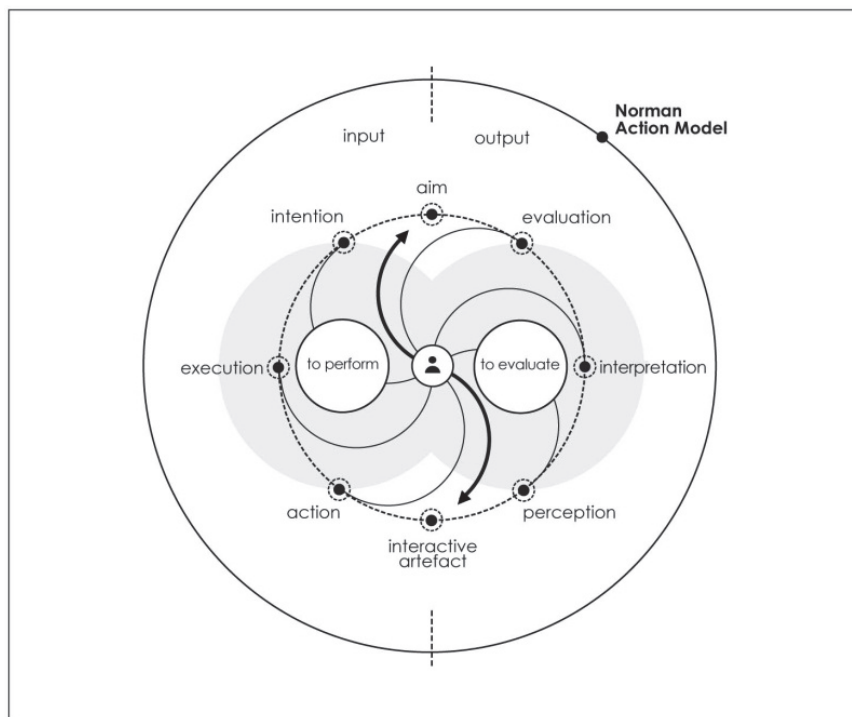 Norman
Action Model
input
output
aim
intention
evaluation
to perform
to evaluate
execution
interpretation
action
perception
interactive
artefact